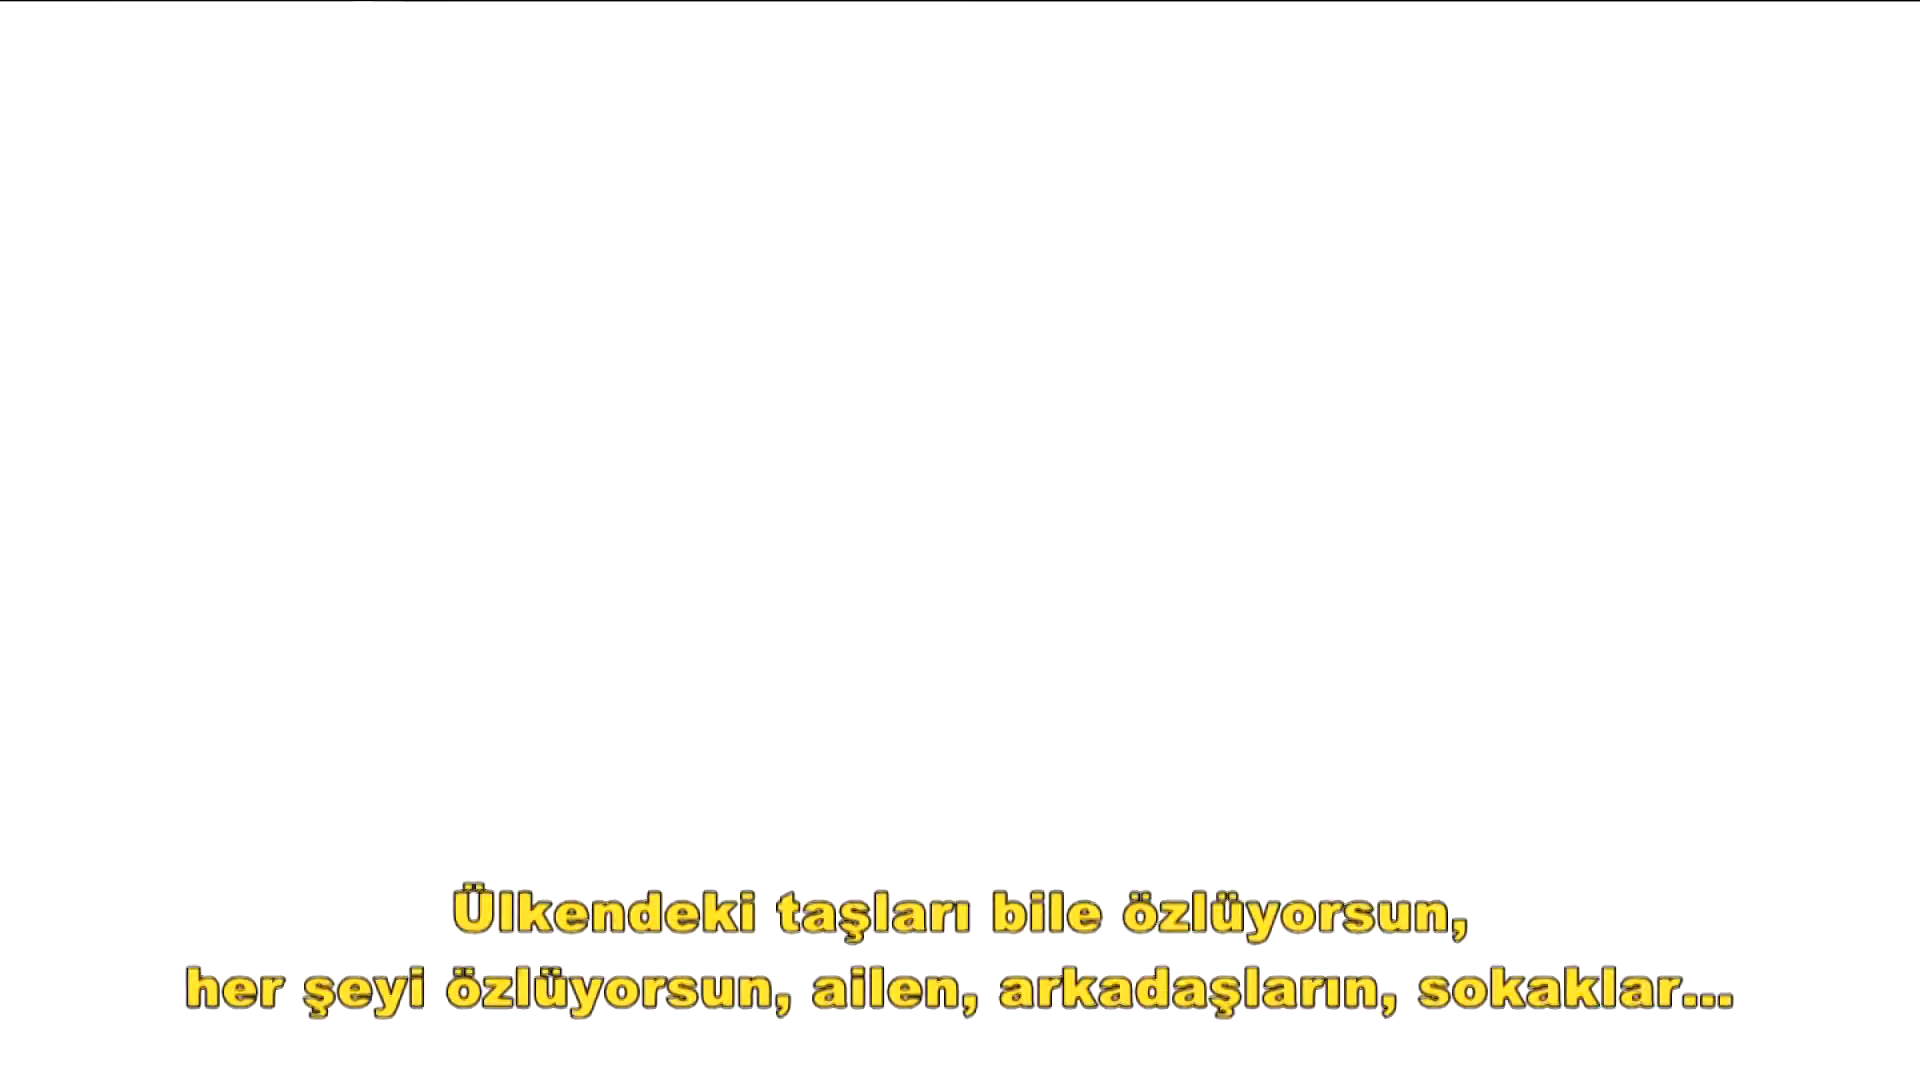 Ülkendeki taşları bile özlüyorsun,
her şeyi özlüyorsun, ailen, arkadaşların, sokaklar...